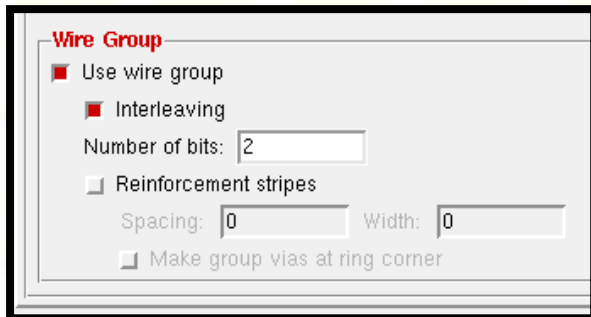 Wire Group
Use wire group
Interleaving
Number of bits: 2
Reinforcement stripes
Spacing: 0 Width: 0
Make group vias at ring corner